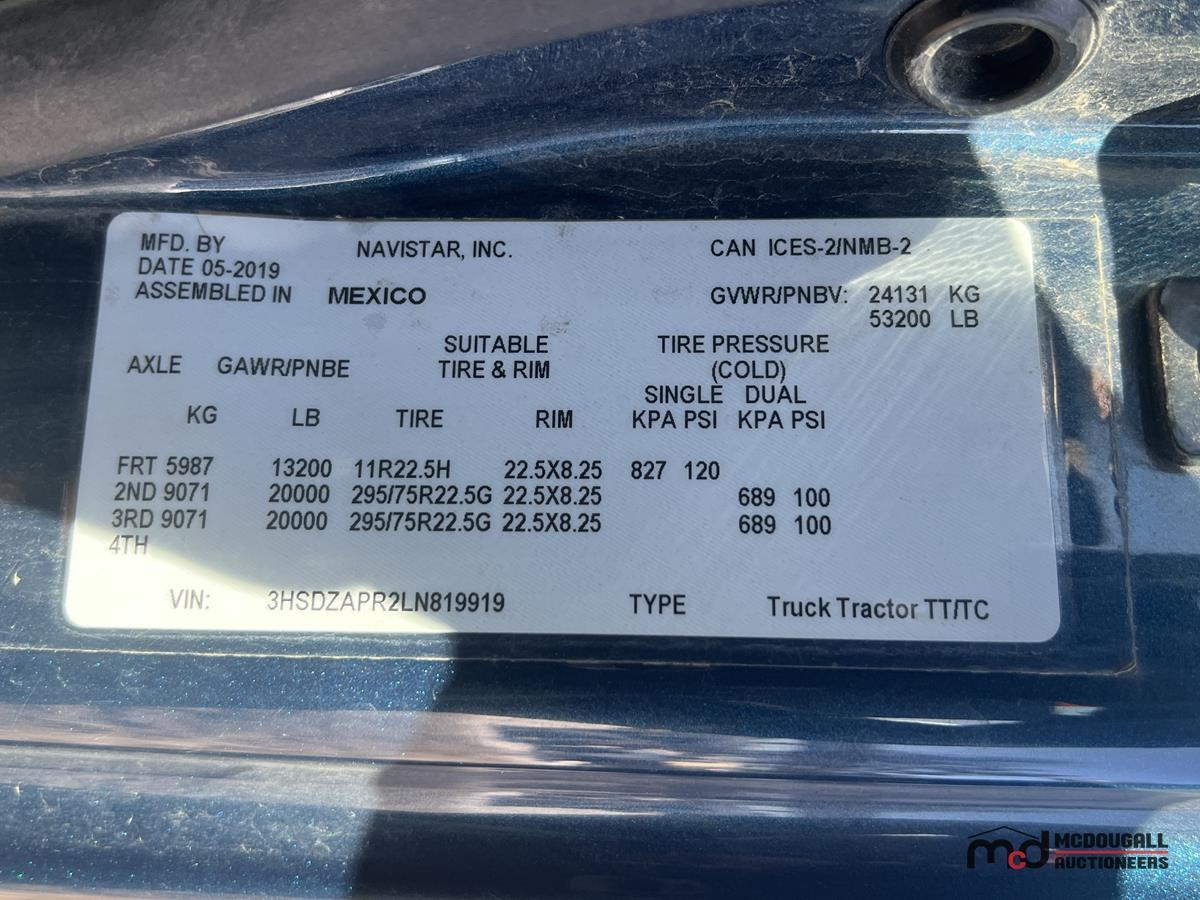 MFD. BY NAVISTAR, INC. CAN ICES-2/NMB-2
DATE 05-2019
ASSEMBLED IN MEXICO GVWR/PNBV: 24131 KG
53200 LB
SUITABLE TIRE PRESSURE
AXLE GAWR/PNBE TIRE & RIM (COLD)
SINGLE DUAL
KG LB TIRE RIM KPA PSI KPA PSI
FRT 5987 13200 11R22.5H 22.5X8.25 827 120
2ND 9071 20000 295/75R22.5G 22.5X8.25 689 100
3RD 9071 20000 295/75R22.5G 22.5X8.25 689 100
4TH
VIN: 3HSDZAPR2LN819919 TYPE Truck Tractor TT/TC
mcd MCDOUGALL
AUCTIONEERS